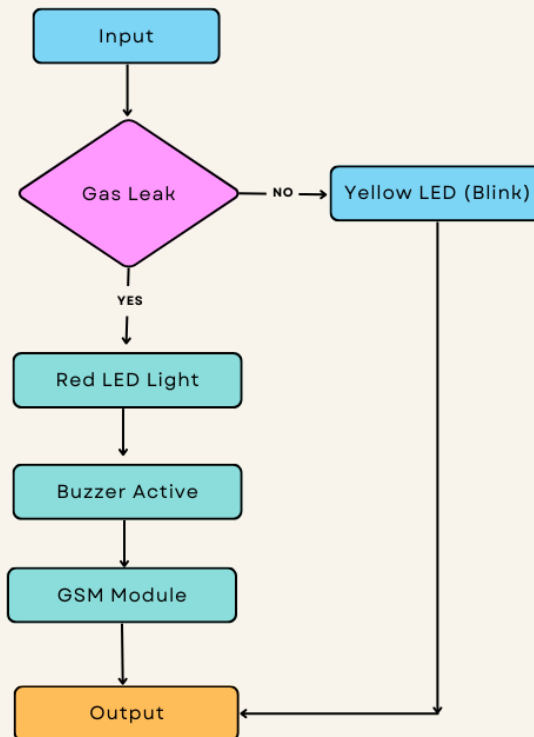 Input
Gas Leak
NO
Yellow LED (Blink)
YES
Red LED Light
Buzzer Active
GSM Module
Output